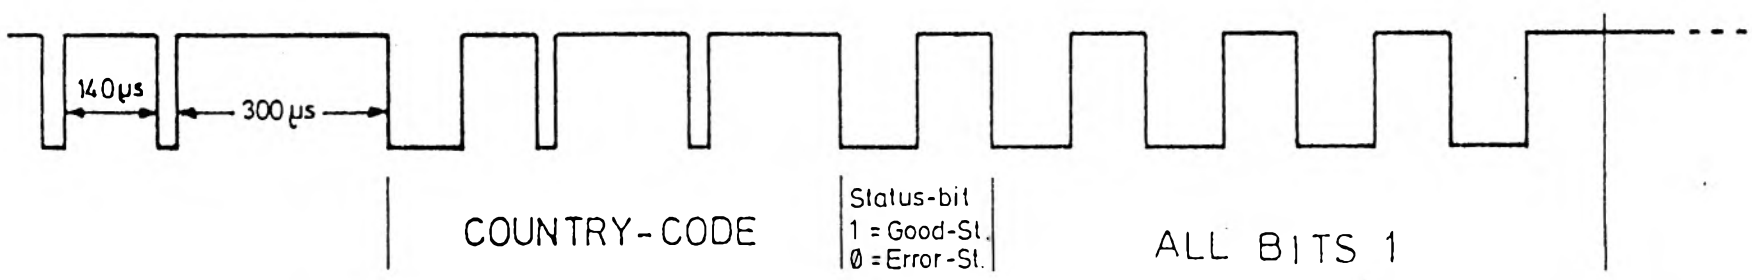 140µs
300µs
COUNTRY-CODE
Status-bit
1 = Good-St.
Ø = Error-St.
ALL BITS 1